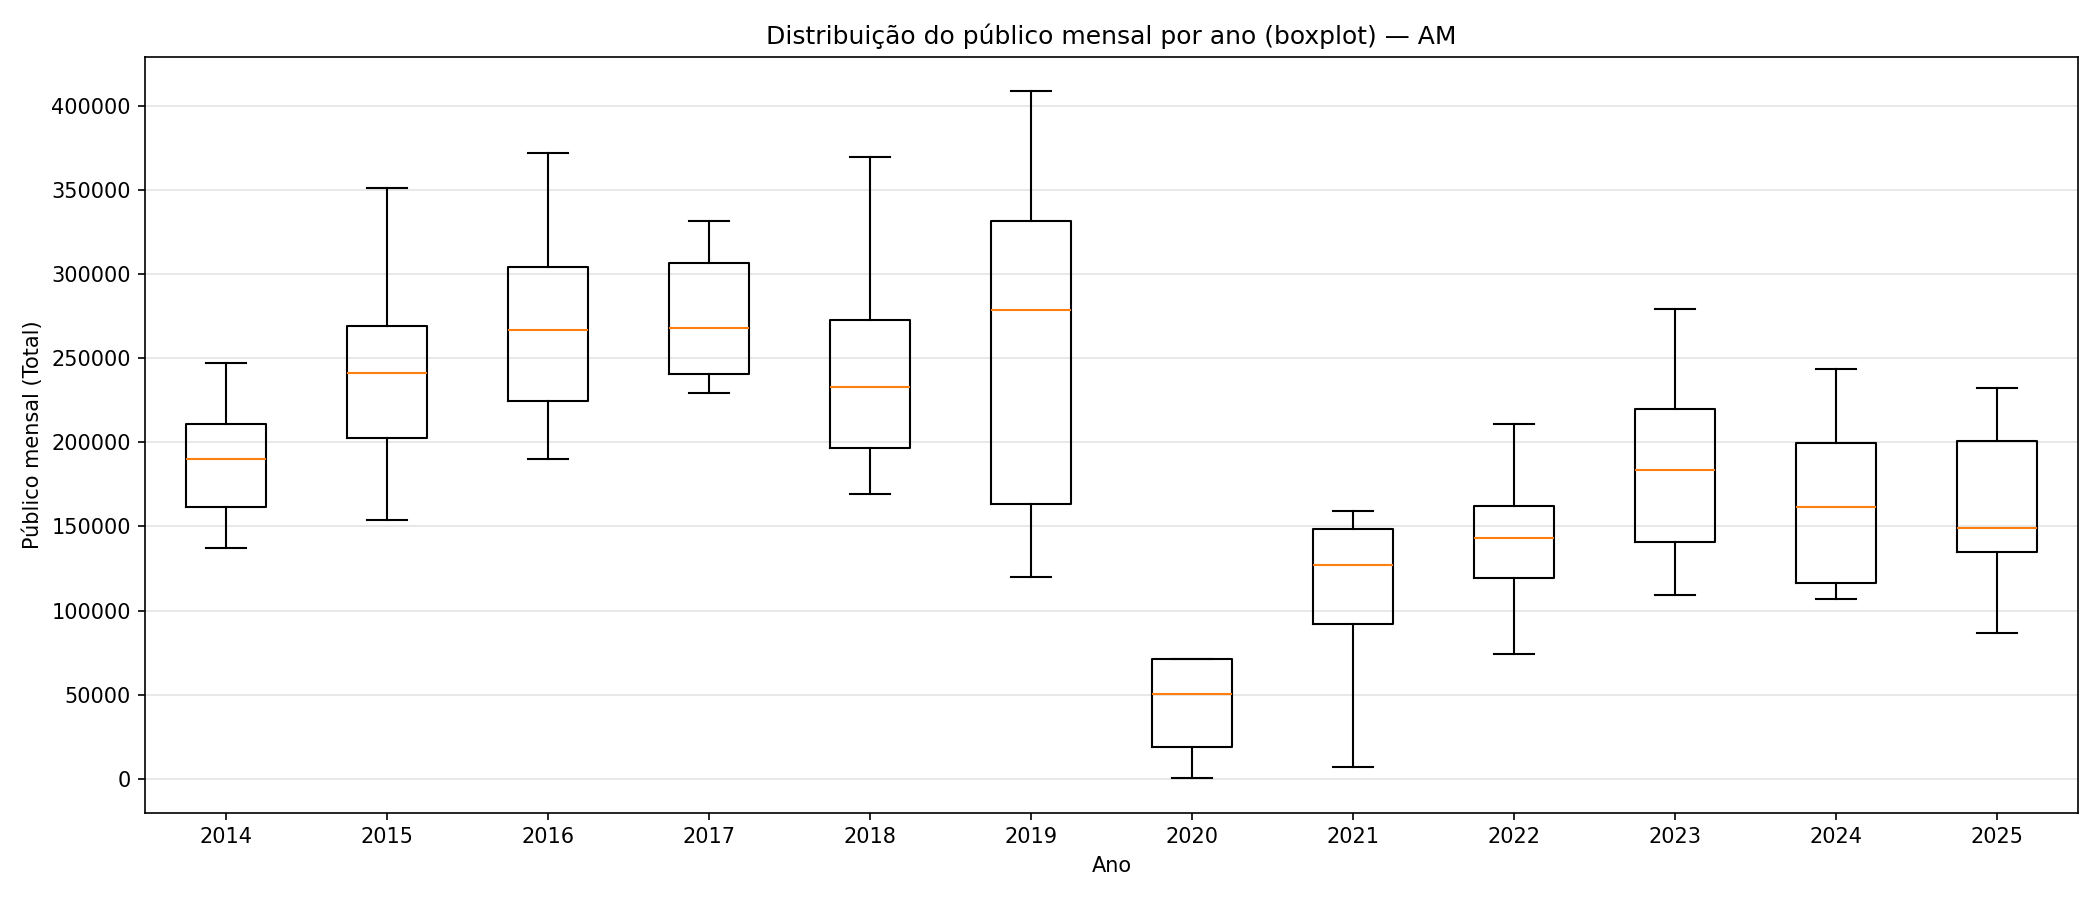 Distribuição do público mensal por ano (boxplot) — AM
Público mensal (Total)
400000
350000
300000
250000
200000
150000
100000
50000
0
2014 2015 2016 2017 2018 2019 2020 2021 2022 2023 2024 2025
Ano